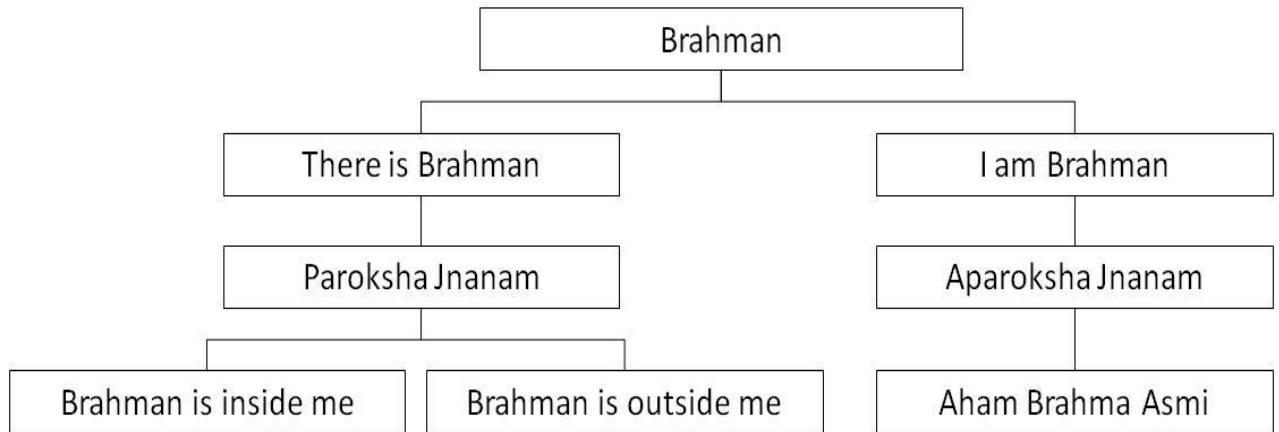 Brahman
There is Brahman
I am Brahman
Paroksha Jnanam
Aparoksha Jnanam
Brahman is inside me
Brahman is outside me
Aham Brahma Asmi